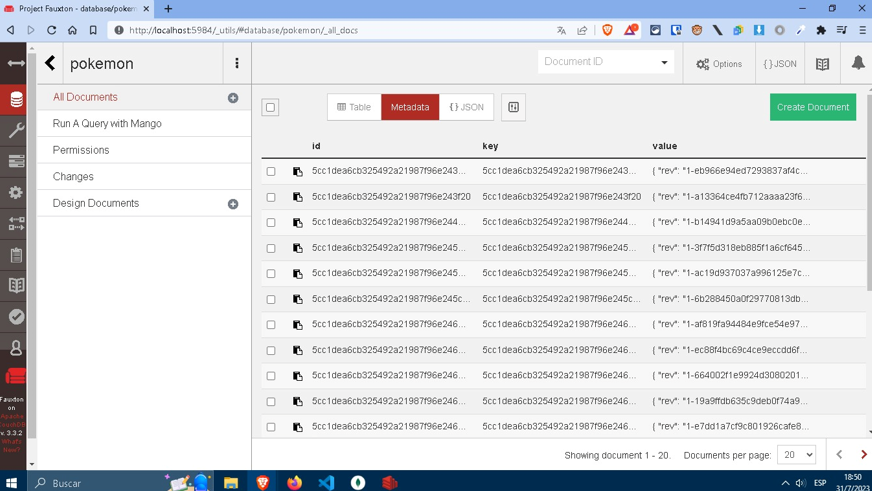 Project Fauxton - database/pokem
http://localhost:5984/_utils/#database/pokemon/_all_docs
pokemon
Document ID
Options
{ } JSON
All Documents
Run A Query with Mango
Permissions
Changes
Design Documents
Table
Metadata
{ } JSON
Create Document
id key value
5cc1dea6cb325492a21987f96e243... 5cc1dea6cb325492a21987f96e243... { "rev": "1-eb966e94ed7293837af4c...
5cc1dea6cb325492a21987f96e243f20 5cc1dea6cb325492a21987f96e243f20 { "rev": "1-a13364ce4fb712aaaa23f6...
5cc1dea6cb325492a21987f96e244... 5cc1dea6cb325492a21987f96e244... { "rev": "1-b14941d9a5aa09b0ebc0e...
5cc1dea6cb325492a21987f96e245... 5cc1dea6cb325492a21987f96e245... { "rev": "1-3f7f5d318eb885f1a6cf645...
5cc1dea6cb325492a21987f96e245... 5cc1dea6cb325492a21987f96e245... { "rev": "1-ac19d937037a996125e7c...
5cc1dea6cb325492a21987f96e245c... 5cc1dea6cb325492a21987f96e245c... { "rev": "1-6b288450a0f29770813db...
5cc1dea6cb325492a21987f96e246... 5cc1dea6cb325492a21987f96e246... { "rev": "1-af819fa94484e9fce54e97...
5cc1dea6cb325492a21987f96e246... 5cc1dea6cb325492a21987f96e246... { "rev": "1-ec88f4bc69c4ce9eccdd6f...
5cc1dea6cb325492a21987f96e246... 5cc1dea6cb325492a21987f96e246... { "rev": "1-664002f1e9924d3080201...
5cc1dea6cb325492a21987f96e246... 5cc1dea6cb325492a21987f96e246... { "rev": "1-19a9ffdb635c9deb0f74a9...
5cc1dea6cb325492a21987f96e246... 5cc1dea6cb325492a21987f96e246... { "rev": "1-e7dd1a7cf9c801926cafe8...
Showing document 1 - 20. Documents per page: 20
Fauxton
on
Apache
CouchDB
v. 3.3.2
What's
New?
Buscar
ESP
18:50
31/7/2023